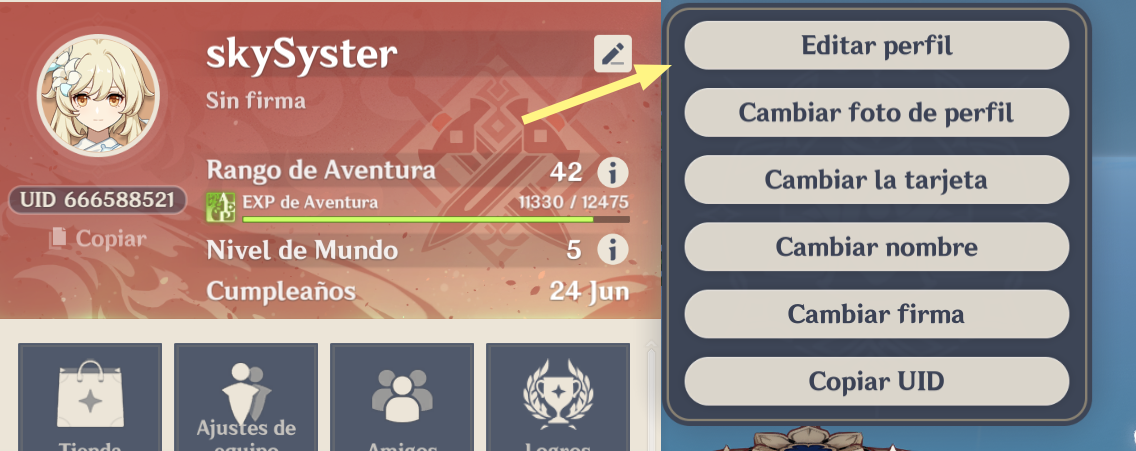 skySyster
Sin firma
Rango de Aventura 42
EXP de Aventura 11330 / 12475
UID 666588521
Copiar
Nivel de Mundo 5
Cumpleaños 24 Jun
Tienda
Ajustes de
equipo
Amigos
Logros
Editar perfil
Cambiar foto de perfil
Cambiar la tarjeta
Cambiar nombre
Cambiar firma
Copiar UID